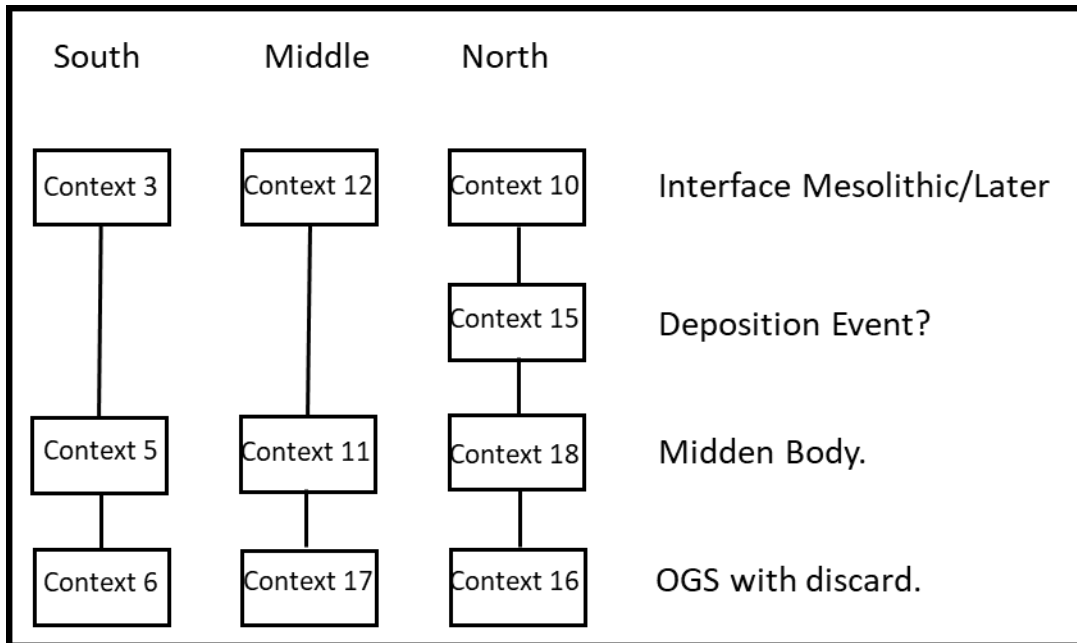 South Middle North
Context 3 Context 12 Context 10 Interface Mesolithic/Later
Context 15 Deposition Event?
Context 5 Context 11 Context 18 Midden Body.
Context 6 Context 17 Context 16 OGS with discard.